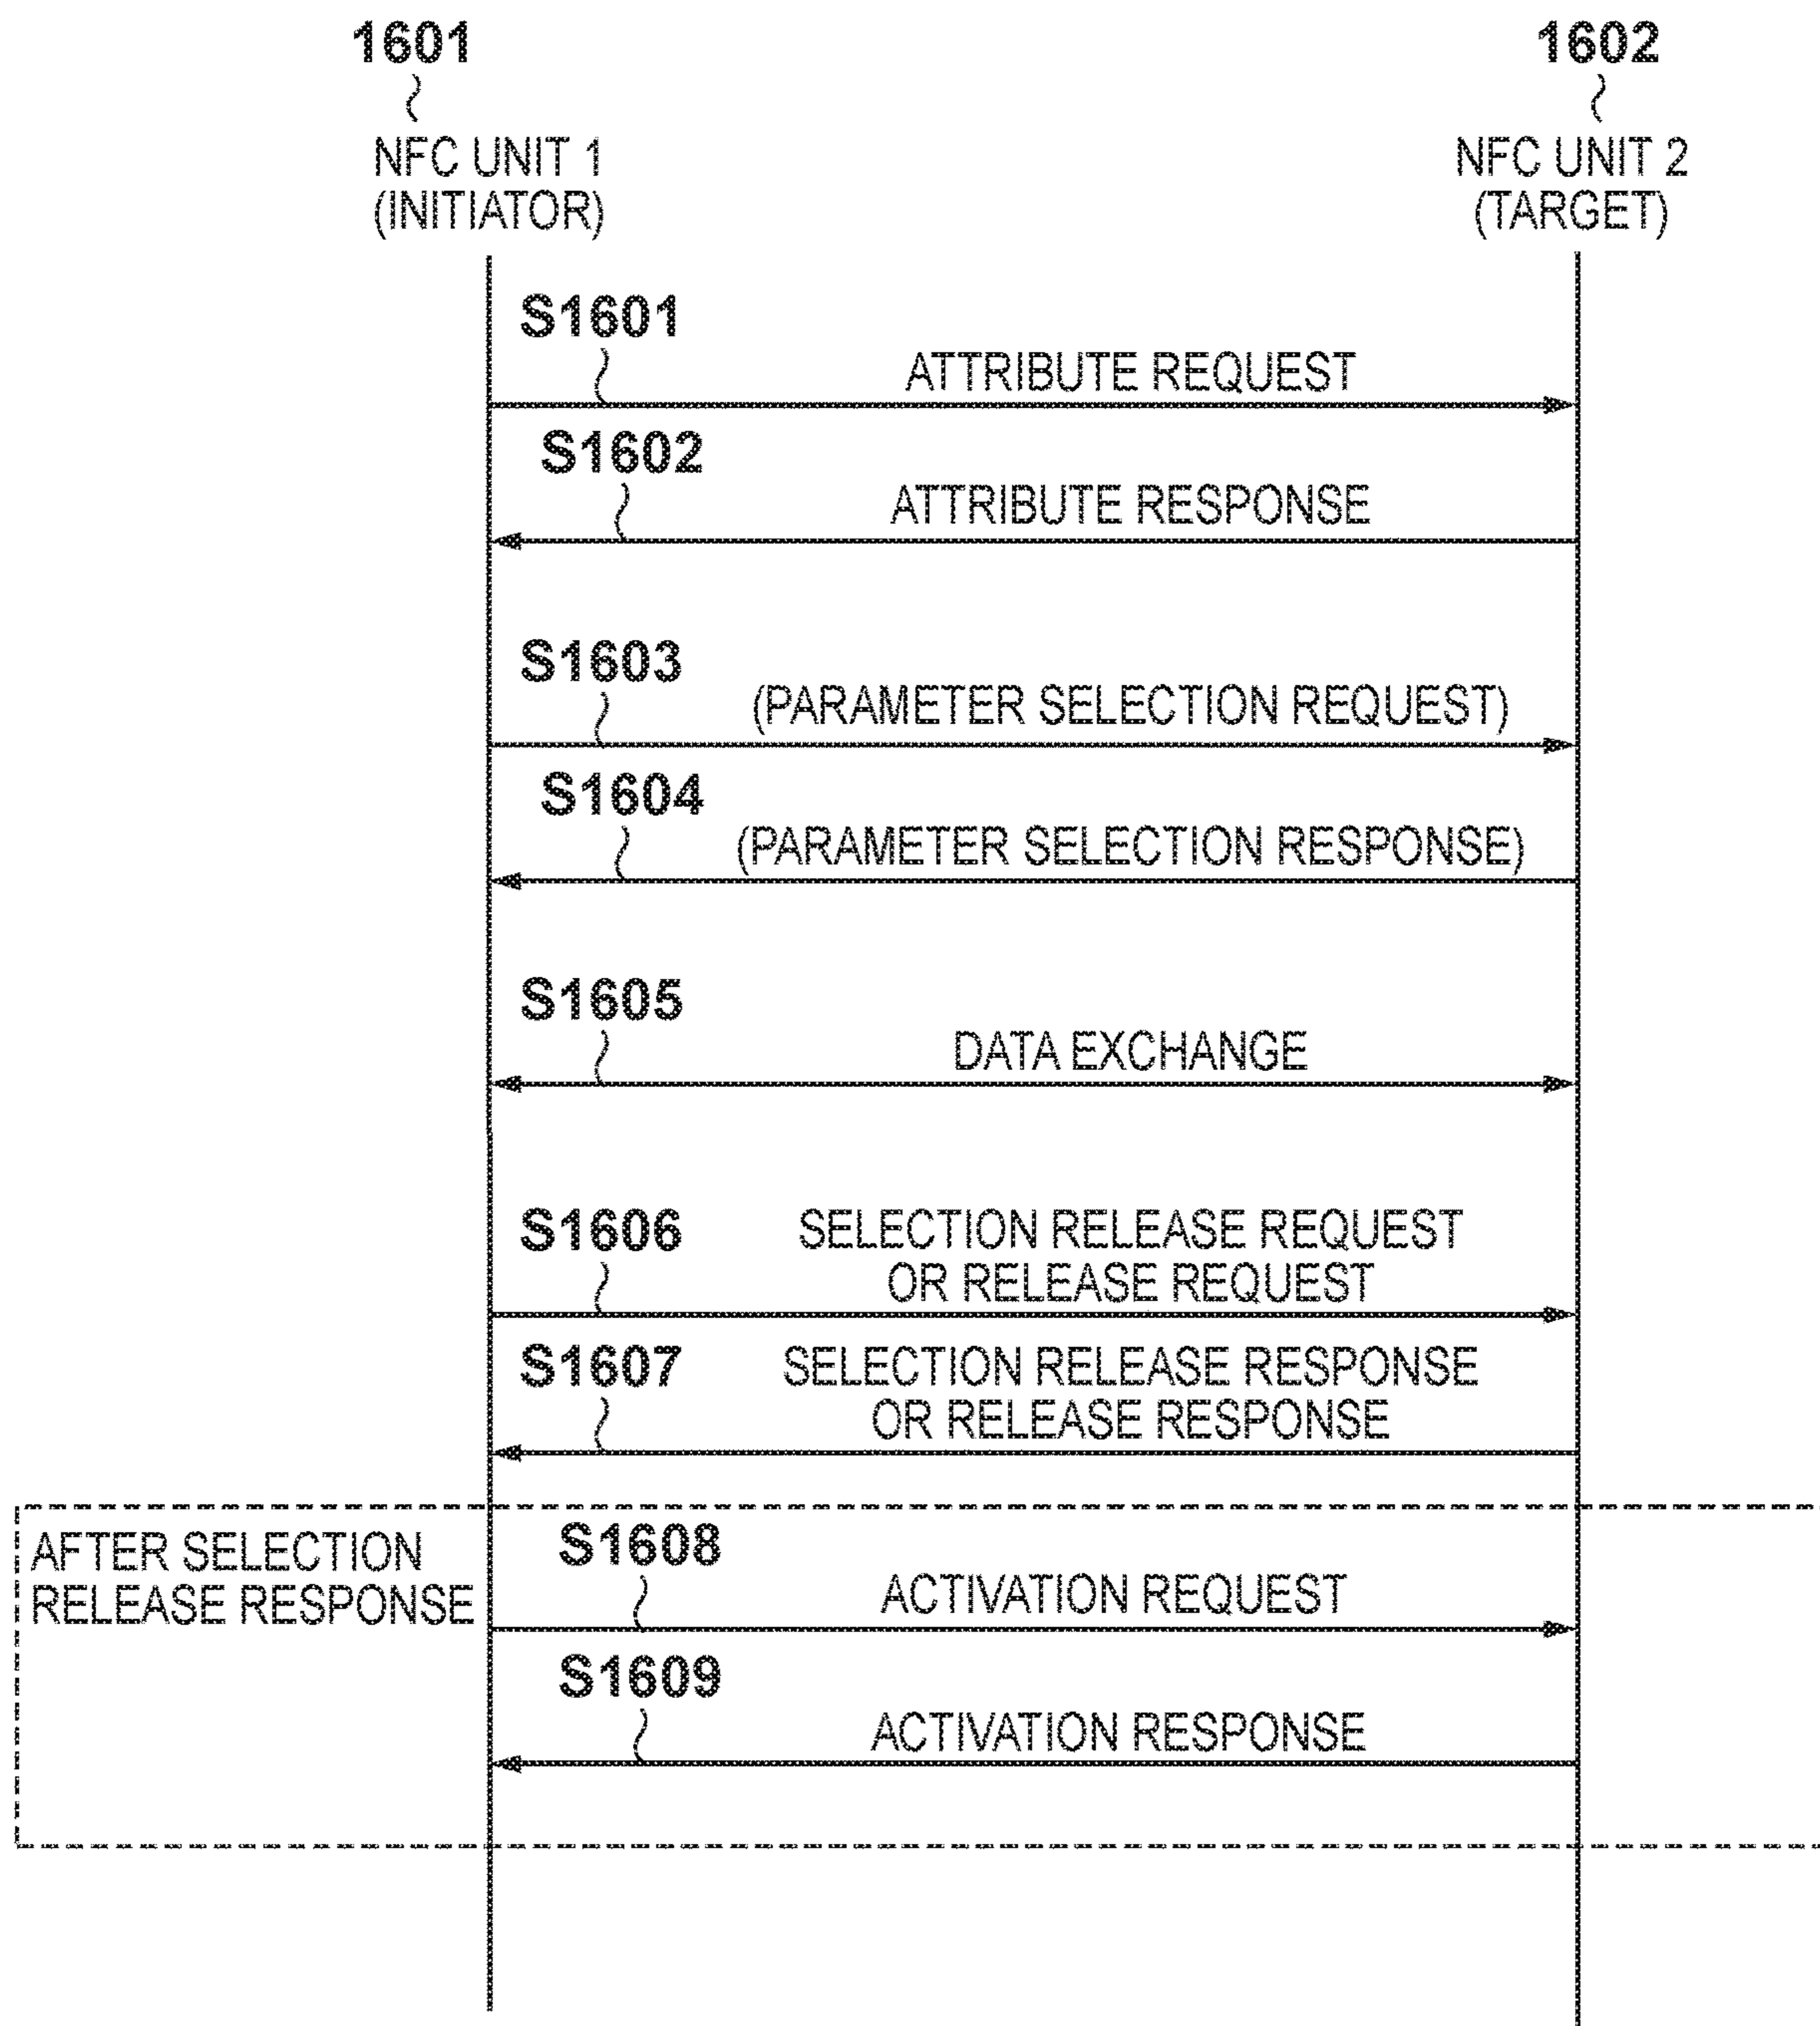 1601
1602
NFC UNIT 1
(INITIATOR)
NFC UNIT 2
(TARGET)
S1601
ATTRIBUTE REQUEST
S1602
ATTRIBUTE RESPONSE
S1603
(PARAMETER SELECTION REQUEST)
S1604
(PARAMETER SELECTION RESPONSE)
S1605
DATA EXCHANGE
S1606
SELECTION RELEASE REQUEST
OR RELEASE REQUEST
S1607
SELECTION RELEASE RESPONSE
OR RELEASE RESPONSE
AFTER SELECTION
RELEASE RESPONSE
S1608
ACTIVATION REQUEST
S1609
ACTIVATION RESPONSE